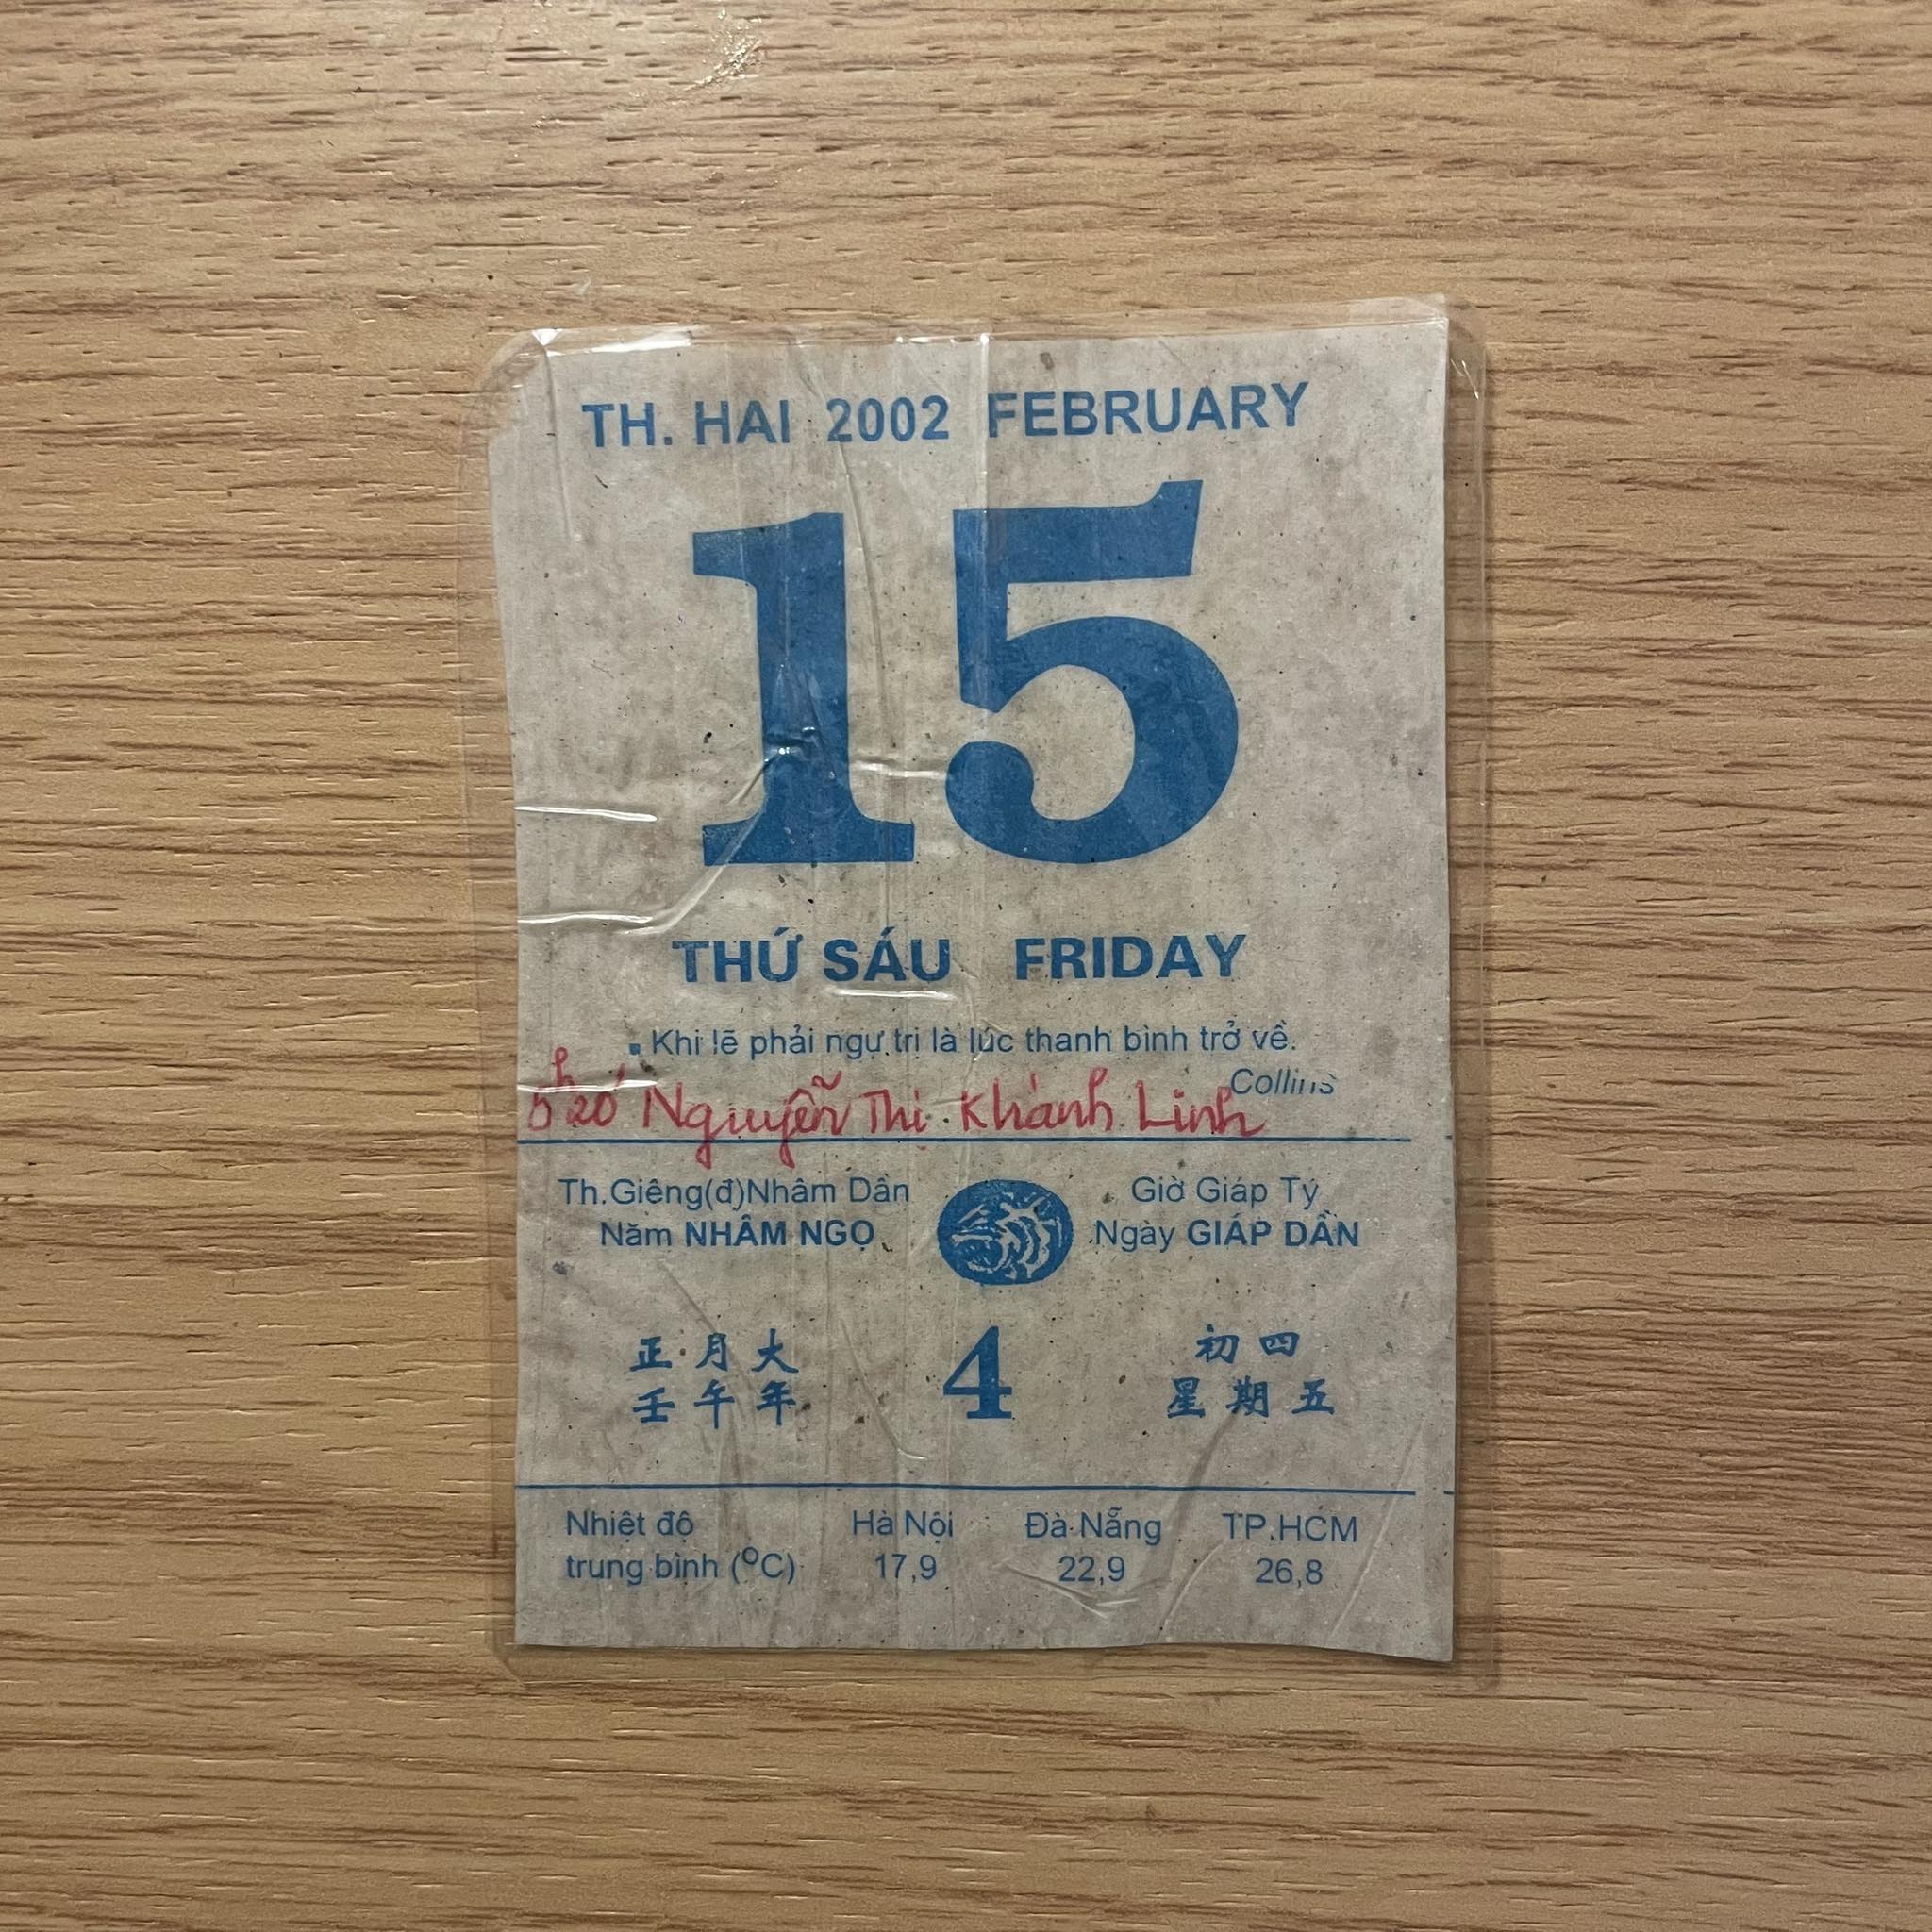 TH. HAI 2002 FEBRUARY
15
THỨ SÁU FRIDAY
Khi lẽ phải ngự trị là lúc thanh bình trở về.
Collins
Nguyễn Thị Khánh Linh
Th.Giêng(đ)Nhâm Dần
Năm NHÂM NGỌ
Giờ Giáp Tý
Ngày GIÁP DẦN
正月大
壬午年
4
初四
星期五
Nhiệt độ Hà Nội Đà Nẵng TP.HCM
trung bình (°C) 17,9 22,9 26,8